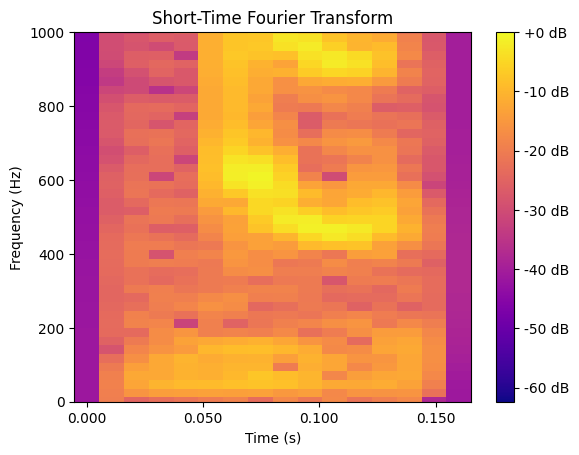 Short-Time Fourier Transform
1000
800
600
400
200
0
Frequency (Hz)
0.000
0.050
0.100
0.150
Time (s)
+0 dB
-10 dB
-20 dB
-30 dB
-40 dB
-50 dB
-60 dB